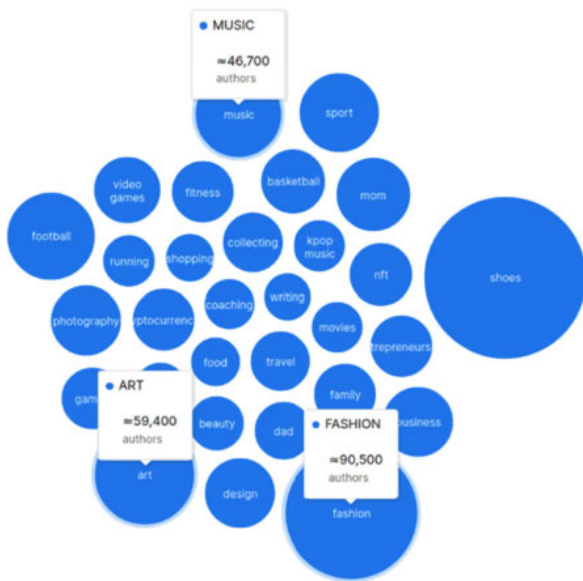 MUSIC
≈46,700
authors
music
sport
video
games
fitness
basketball
mom
football
running
shopping
collecting
kpop
music
nft
shoes
photography
yptocurrenc
coaching
writing
movies
trepreneurs
food
travel
gam
beauty
dad
family
business
ART
≈59,400
authors
art
design
FASHION
≈90,500
authors
fashion